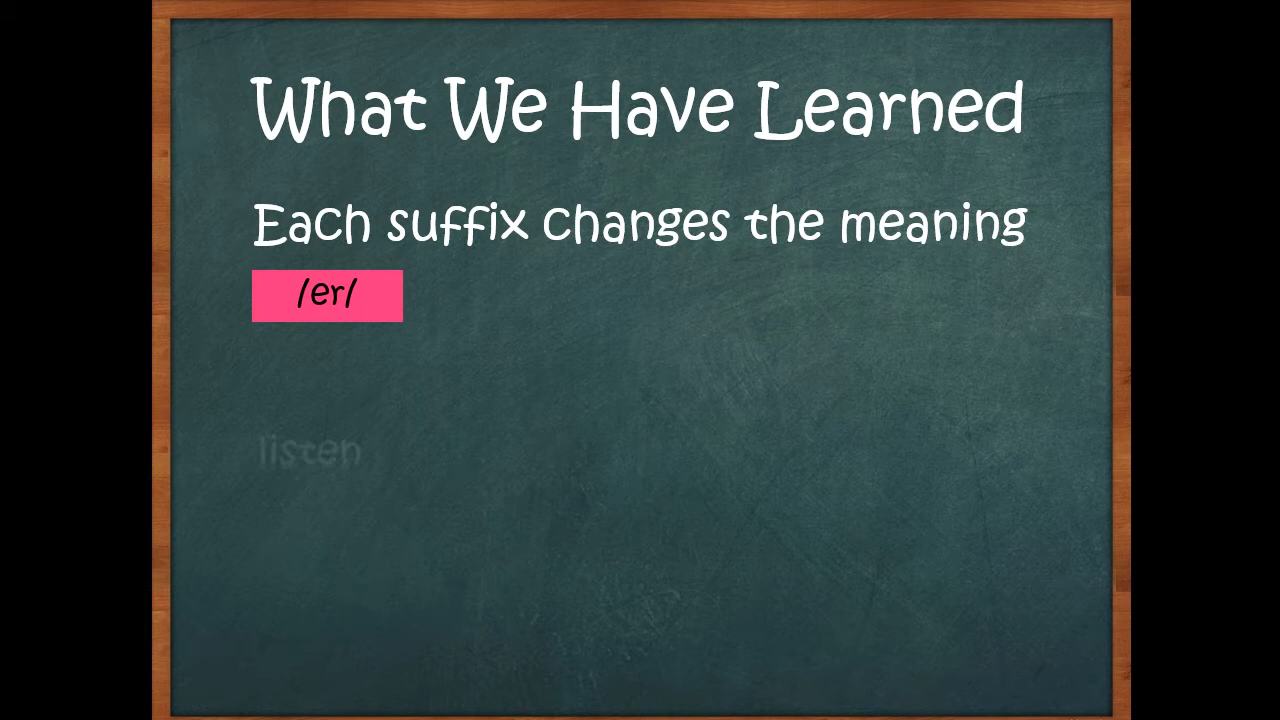 What We Have Learned
Each suffix changes the meaning
/er/
listen